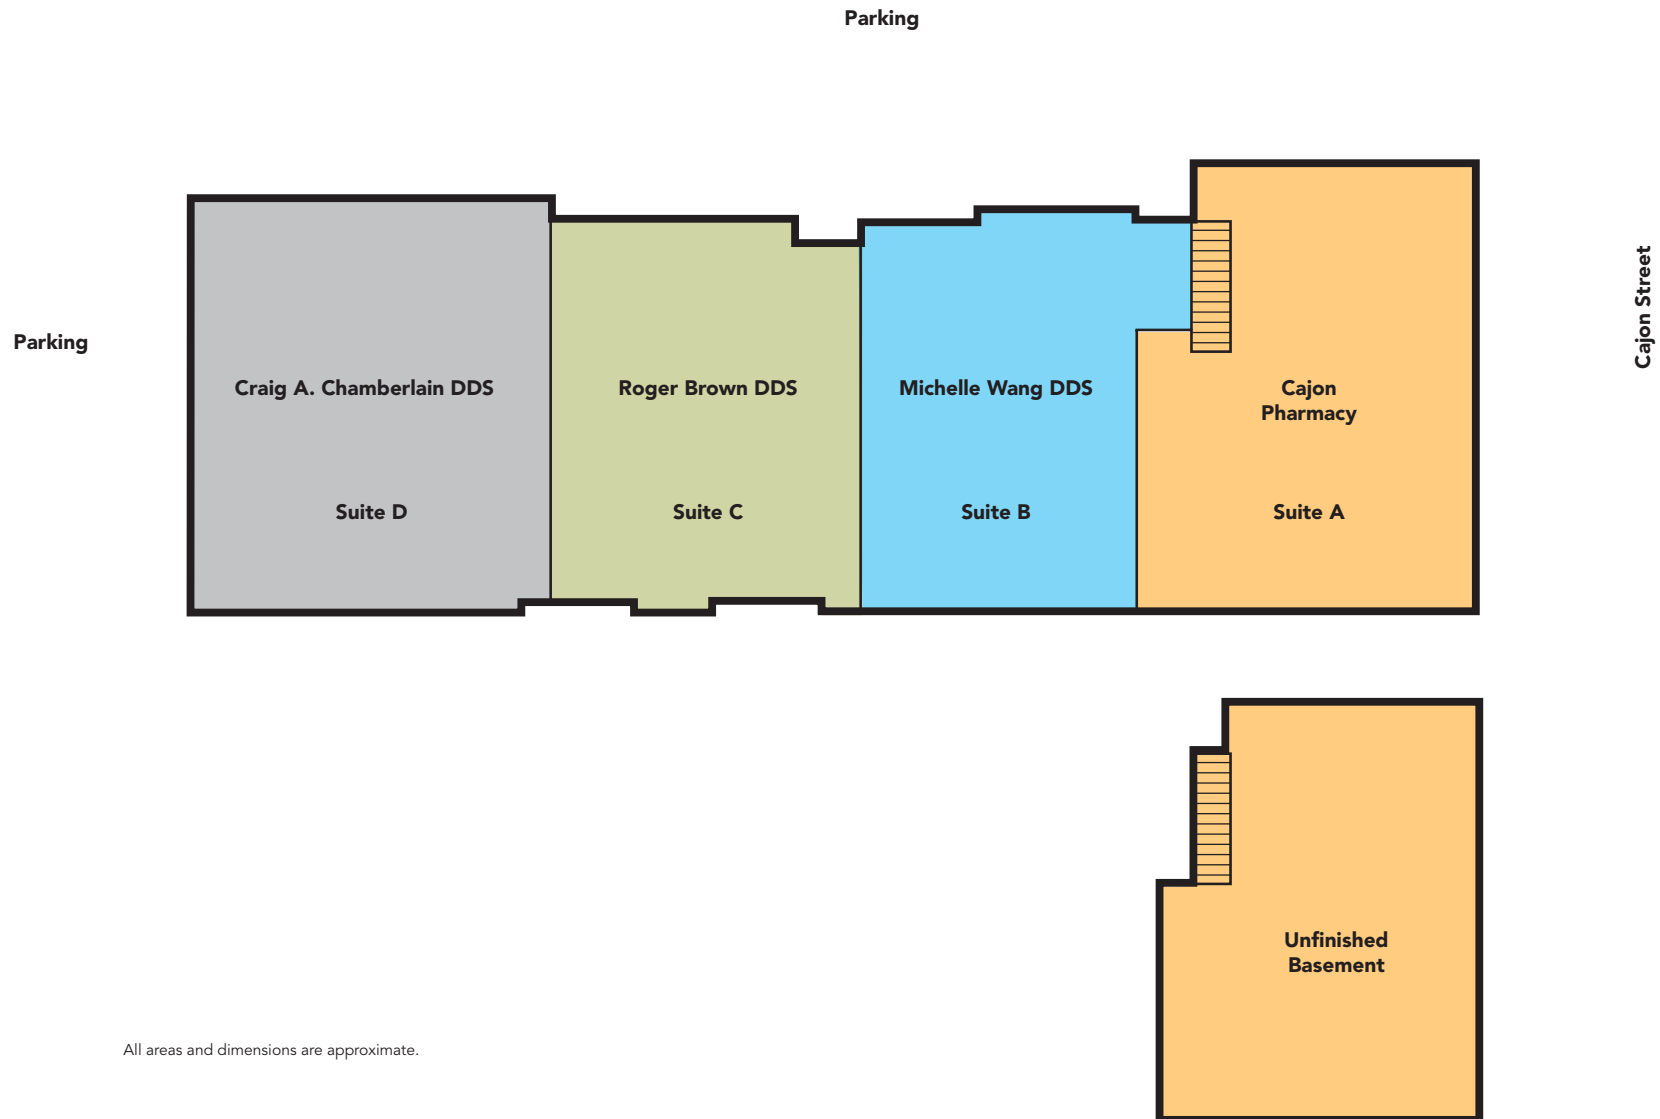 Parking
Cajon Street
Parking
Craig A. Chamberlain DDS
Roger Brown DDS
Michelle Wang DDS
Cajon
Pharmacy
Suite D
Suite C
Suite B
Suite A
Unfinished
Basement
All areas and dimensions are approximate.